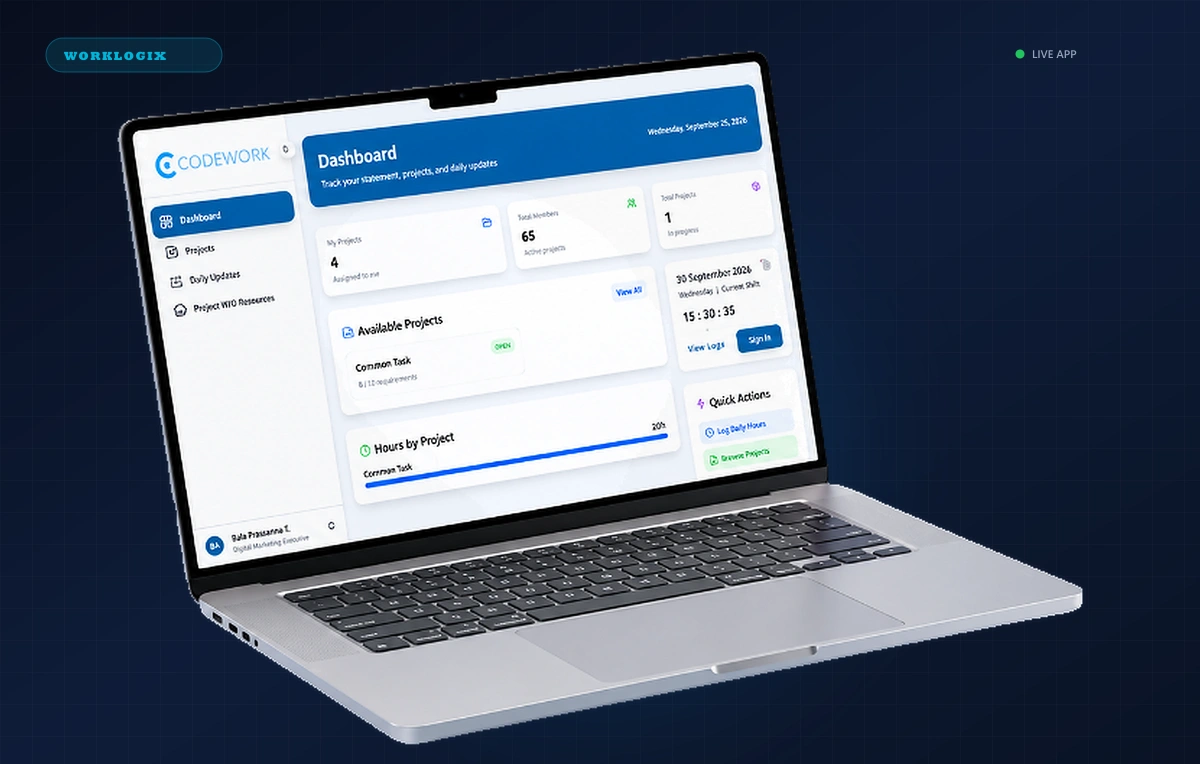 WORKLOGIX
LIVE APP
CODEWORK
Dashboard
Projects
Daily Updates
Project W/O Resources
BA
Bala Prassanna T.
Digital Marketing Executive
Dashboard
Track your statement, projects, and daily updates
Wednesday, September 25, 2026
My Projects
4
Assigned to me
Total Members
65
Active projects
Total Projects
1
In progress
Available Projects
View All
Common Task
OPEN
8 / 10 requirements
Hours by Project
Common Task
20h
30 September 2026
Wednesday | Current Shift
15 : 30 : 35
View Logs
Sign In
Quick Actions
Log Daily Hours
Browse Projects